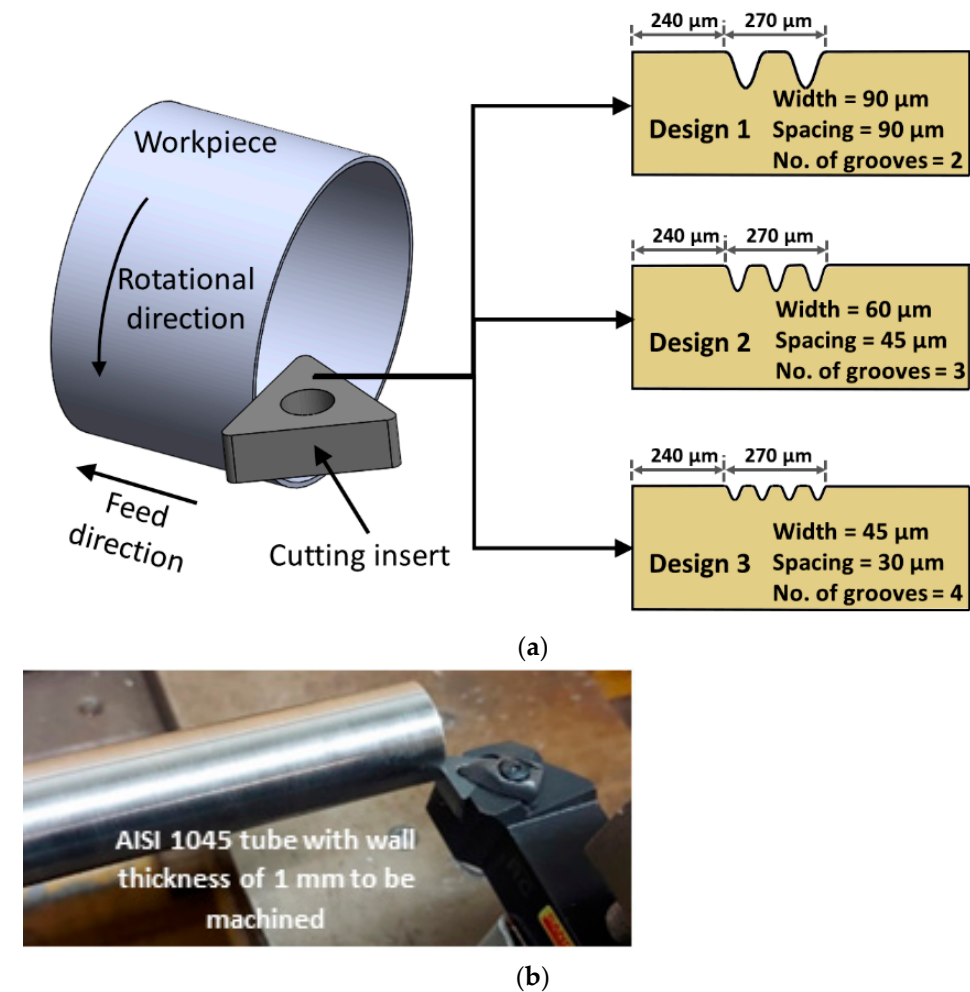 240 µm 270 µm
Width = 90 µm
Design 1
Spacing = 90 µm
No. of grooves = 2
Workpiece
Rotational
direction
240 µm 270 µm
Width = 60 µm
Design 2
Spacing = 45 µm
No. of grooves = 3
240 µm 270 µm
Width = 45 µm
Design 3
Spacing = 30 µm
No. of grooves = 4
Feed
direction
Cutting insert
(a)
AISI 1045 tube with wall
thickness of 1 mm to be
machined
(b)